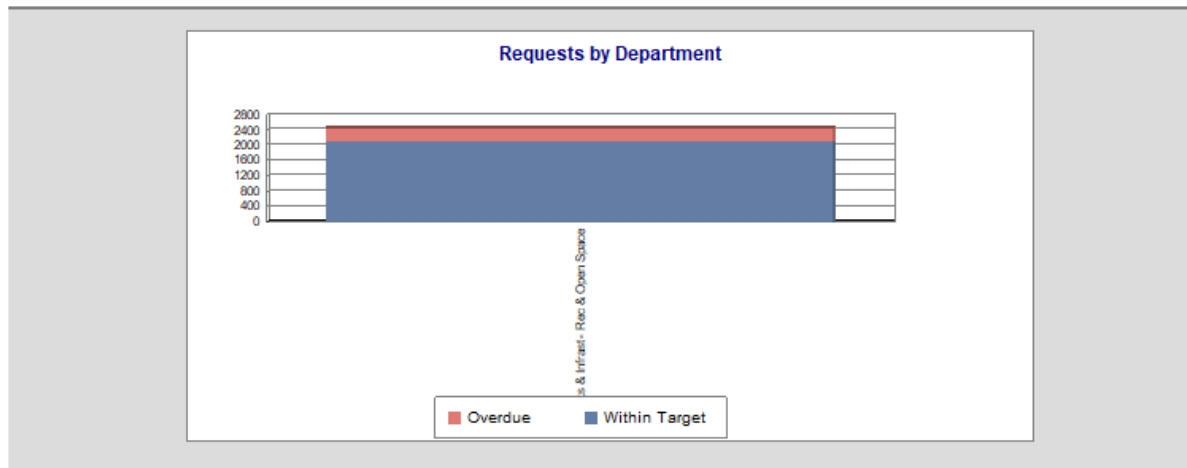 Requests by Department
2800
2400
2000
1600
1200
800
400
0
& Infrast - Rec & Open Space
Overdue
Within Target